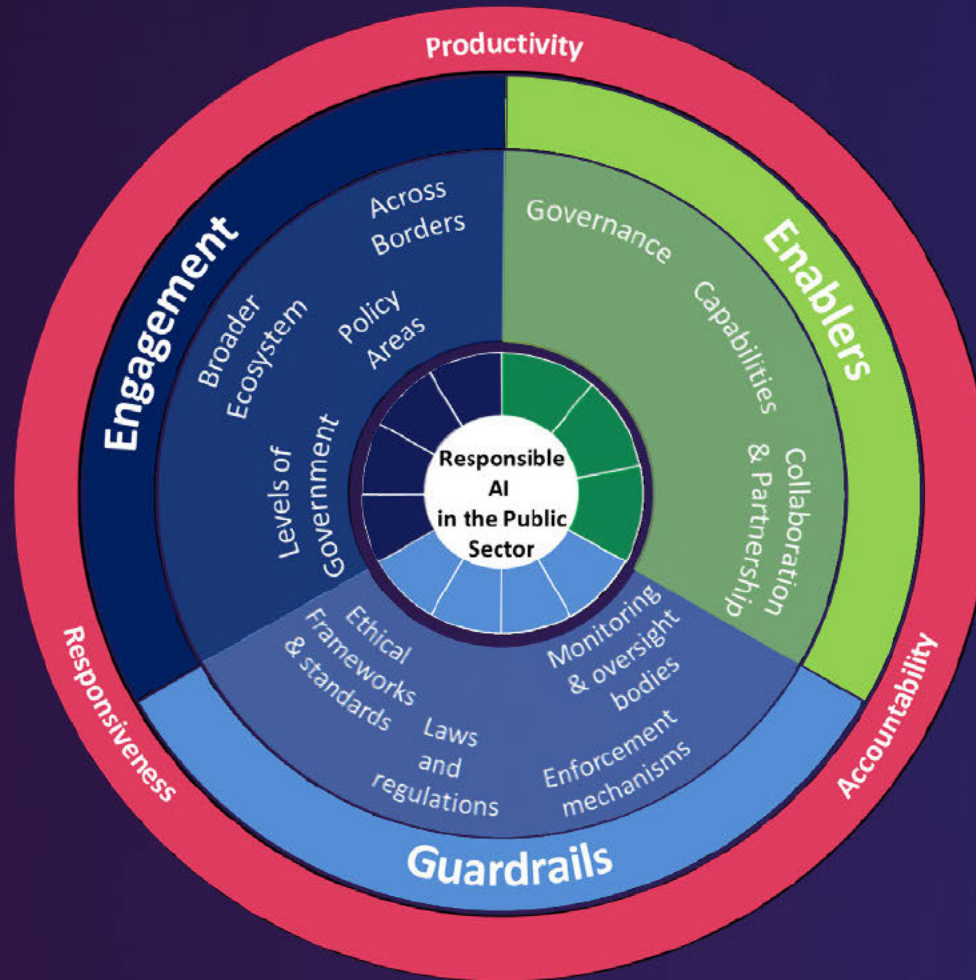 Productivity
Engagement
Across
Borders
Policy
Areas
Broader
Ecosystem
Levels of
Government
Enablers
Governance
Capabilities
Collaboration
& Partnership
Responsible
AI
in the Public
Sector
Guardrails
Ethical
Frameworks
& standards
Laws
and
regulations
Monitoring
& oversight
bodies
Enforcement
mechanisms
Responsiveness
Accountability